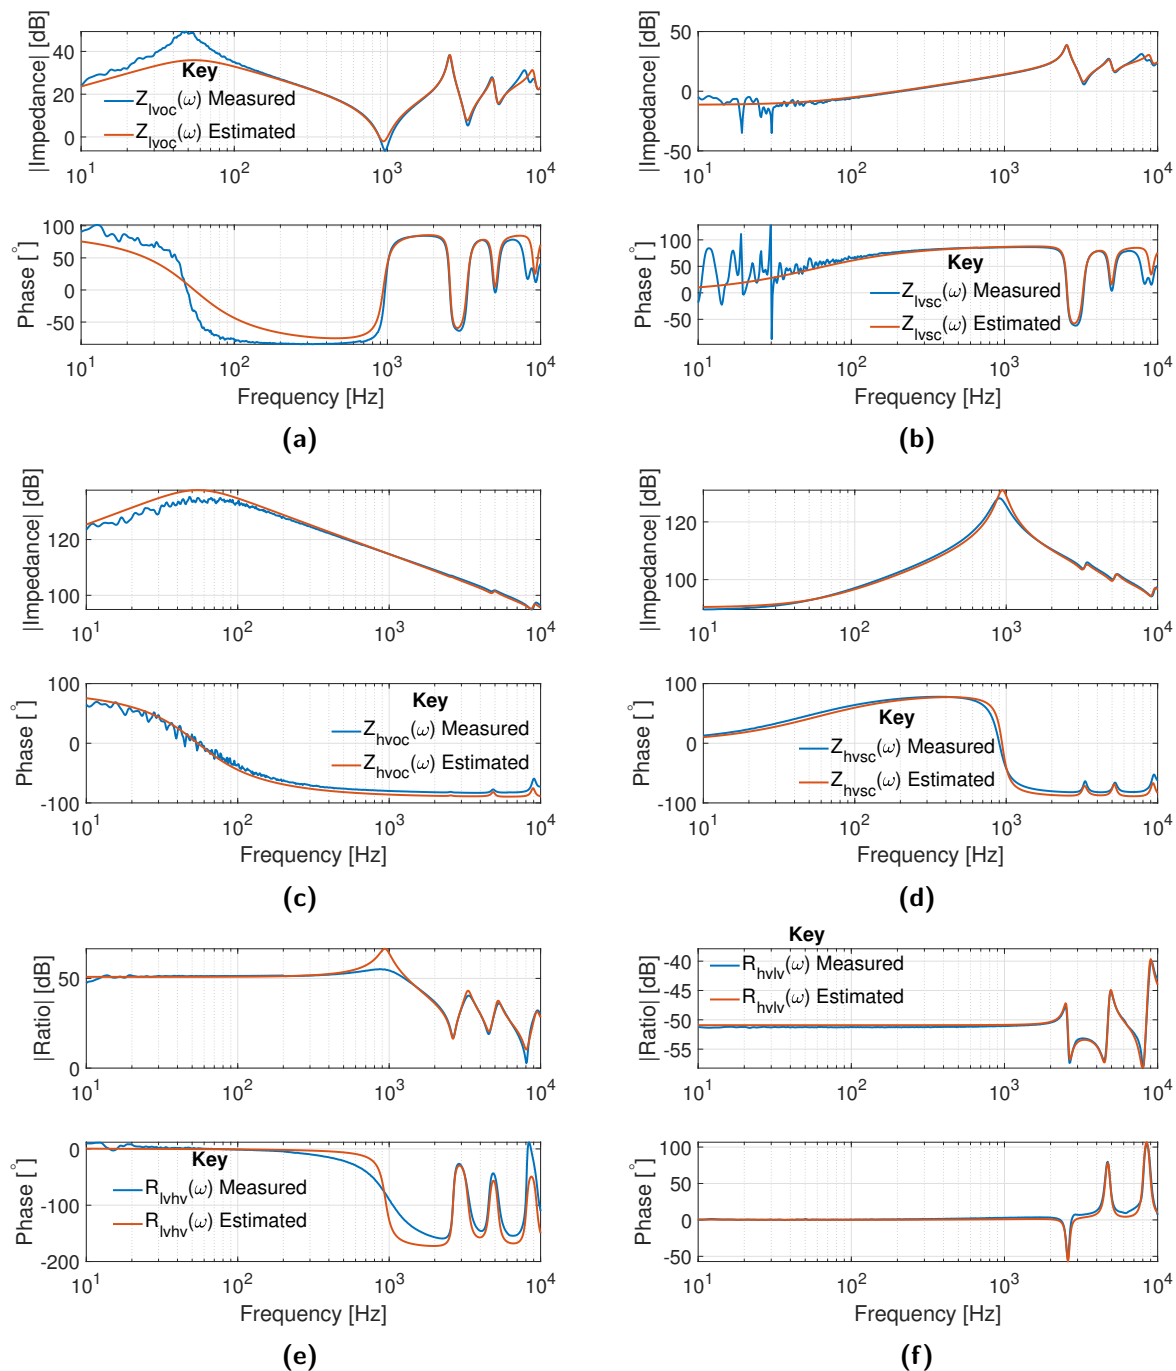 |Impedance| [dB]
40
20
0
Key
Z_lvoc(ω) Measured
Z_lvoc(ω) Estimated
10^1
10^2
10^3
10^4
Phase [°]
100
50
0
-50
10^1
10^2
10^3
10^4
Frequency [Hz]
(a)
|Impedance| [dB]
50
0
-50
10^1
10^2
10^3
10^4
Phase [°]
100
50
0
-50
Key
Z_lvsc(ω) Measured
Z_lvsc(ω) Estimated
10^1
10^2
10^3
10^4
Frequency [Hz]
(b)
|Impedance| [dB]
120
100
10^1
10^2
10^3
10^4
Phase [°]
100
0
-100
Key
Z_hvoc(ω) Measured
Z_hvoc(ω) Estimated
10^1
10^2
10^3
10^4
Frequency [Hz]
(c)
|Impedance| [dB]
120
100
10^1
10^2
10^3
10^4
Phase [°]
100
0
-100
Key
Z_hvsc(ω) Measured
Z_hvsc(ω) Estimated
10^1
10^2
10^3
10^4
Frequency [Hz]
(d)
|Ratio| [dB]
50
0
10^1
10^2
10^3
10^4
Phase [°]
0
-100
-200
Key
R_lvhv(ω) Measured
R_lvhv(ω) Estimated
10^1
10^2
10^3
10^4
Frequency [Hz]
(e)
Key
R_hvlv(ω) Measured
R_hvlv(ω) Estimated
|Ratio| [dB]
-40
-45
-50
-55
10^1
10^2
10^3
10^4
Phase [°]
100
50
0
-50
10^1
10^2
10^3
10^4
Frequency [Hz]
(f)